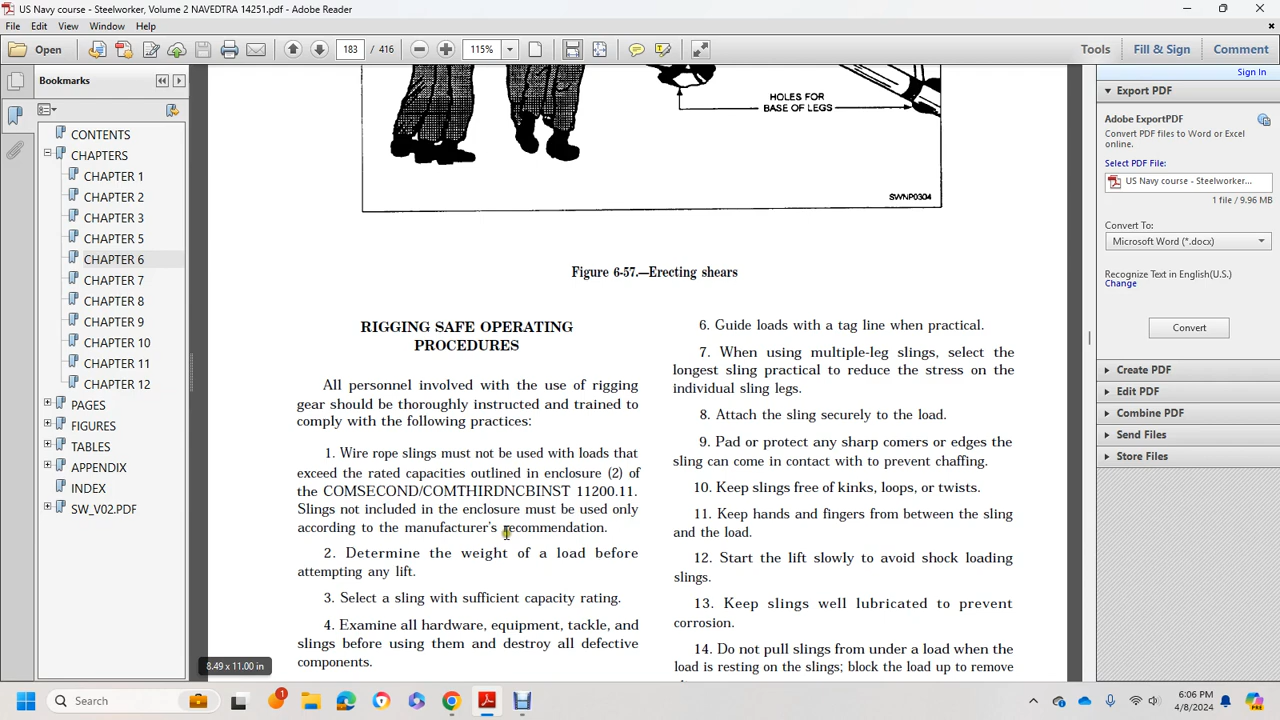 US Navy course - Steelworker, Volume 2 NAVEDTRA 14251.pdf - Adobe Reader
File Edit View Window Help
Open 183 / 416 115% Tools Fill & Sign Comment
Sign In
Bookmarks
CONTENTS
CHAPTERS
CHAPTER 1
CHAPTER 2
CHAPTER 3
CHAPTER 5
CHAPTER 6
CHAPTER 7
CHAPTER 8
CHAPTER 9
CHAPTER 10
CHAPTER 11
CHAPTER 12
PAGES
FIGURES
TABLES
APPENDIX
INDEX
SW_V02.PDF
HOLES FOR
BASE OF LEGS
SWNP0304
Figure 6-57.—Erecting shears
RIGGING SAFE OPERATING
PROCEDURES
All personnel involved with the use of rigging
gear should be thoroughly instructed and trained to
comply with the following practices:
1. Wire rope slings must not be used with loads that
exceed the rated capacities outlined in enclosure (2) of
the COMSECOND/COMTHIRDNCBINST 11200.11.
Slings not included in the enclosure must be used only
according to the manufacturer's recommendation.
2. Determine the weight of a load before
attempting any lift.
3. Select a sling with sufficient capacity rating.
4. Examine all hardware, equipment, tackle, and
slings before using them and destroy all defective
components.
6. Guide loads with a tag line when practical.
7. When using multiple-leg slings, select the
longest sling practical to reduce the stress on the
individual sling legs.
8. Attach the sling securely to the load.
9. Pad or protect any sharp comers or edges the
sling can come in contact with to prevent chaffing.
10. Keep slings free of kinks, loops, or twists.
11. Keep hands and fingers from between the sling
and the load.
12. Start the lift slowly to avoid shock loading
slings.
13. Keep slings well lubricated to prevent
corrosion.
14. Do not pull slings from under a load when the
load is resting on the slings; block the load up to remove
8.49 x 11.00 in
Export PDF
Adobe ExportPDF
Convert PDF files to Word or Excel
online.
Select PDF File:
US Navy course - Steelworker...
1 file / 9.96 MB
Convert To:
Microsoft Word (*.docx)
Recognize Text in English(U.S.)
Change
Convert
Create PDF
Edit PDF
Combine PDF
Send Files
Store Files
Search
1
6:06 PM
4/8/2024
PRE